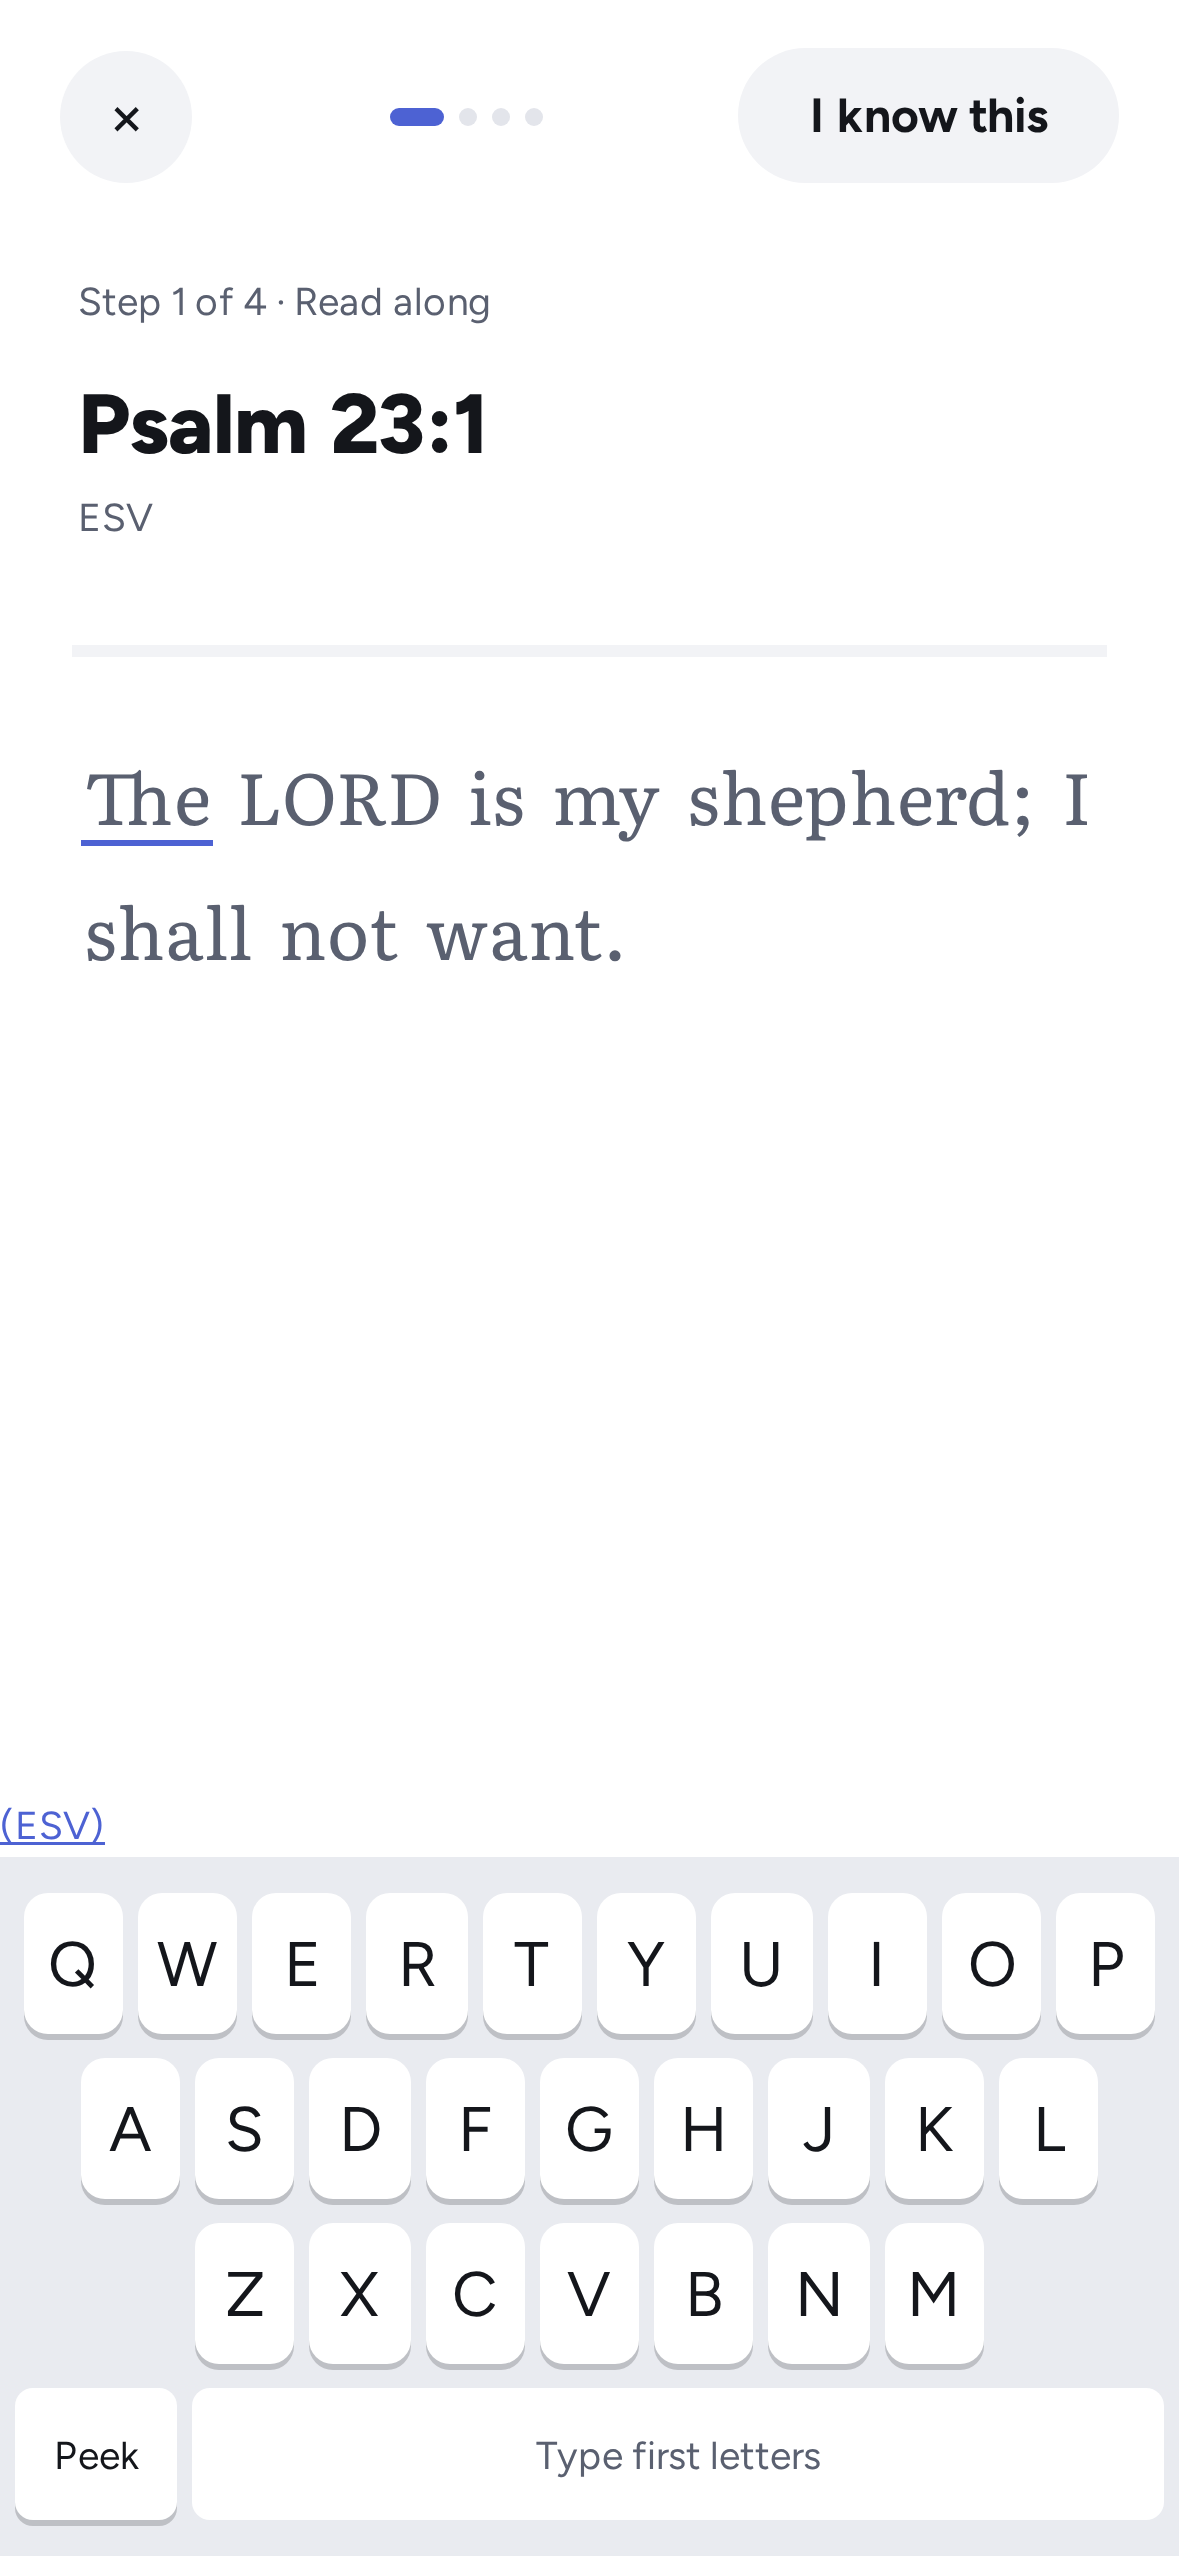 ×
I know this
Step 1 of 4 · Read along
Psalm 23:1
ESV
The LORD is my shepherd; I
shall not want.
(ESV)
Q W E R T Y U I O P
A S D F G H J K L
Z X C V B N M
Peek
Type first letters